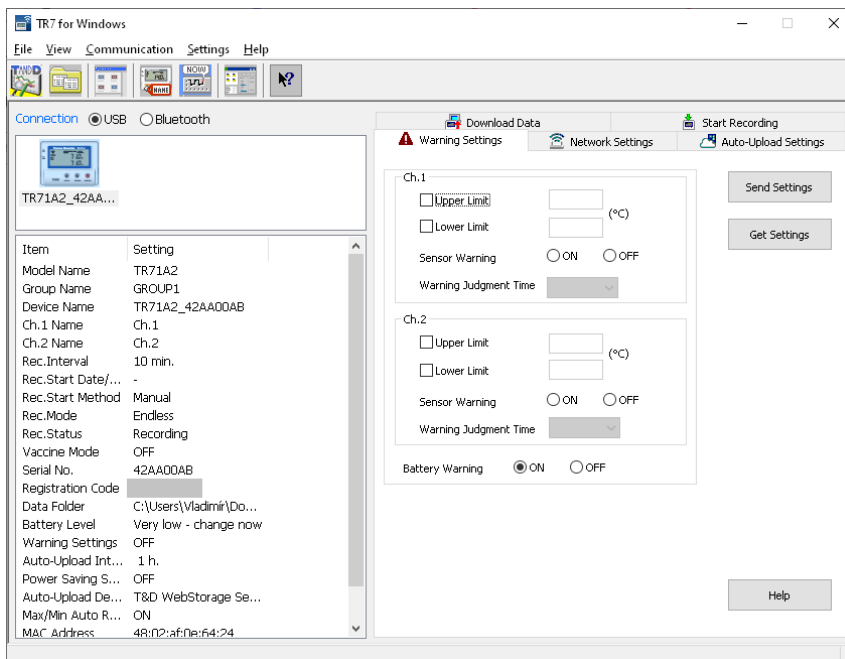 TR7 for Windows
File View Communication Settings Help
TAND
NAME
NOW
Connection USB Bluetooth
TR71A2_42AA...
Item Setting
Model Name TR71A2
Group Name GROUP1
Device Name TR71A2_42AA00AB
Ch.1 Name Ch.1
Ch.2 Name Ch.2
Rec.Interval 10 min.
Rec.Start Date/... -
Rec.Start Method Manual
Rec.Mode Endless
Rec.Status Recording
Vaccine Mode OFF
Serial No. 42AA00AB
Registration Code
Data Folder C:\Users\Vladimír\Do...
Battery Level Very low - change now
Warning Settings OFF
Auto-Upload Int... 1 h.
Power Saving S... OFF
Auto-Upload De... T&D WebStorage Se...
Max/Min Auto R... ON
MAC Address 48:02:af:0e:64:24
Download Data Start Recording
Warning Settings Network Settings Auto-Upload Settings
Ch.1
Upper Limit
(°C)
Lower Limit
Sensor Warning ON OFF
Warning Judgment Time
Ch.2
Upper Limit
(°C)
Lower Limit
Sensor Warning ON OFF
Warning Judgment Time
Battery Warning ON OFF
Send Settings
Get Settings
Help